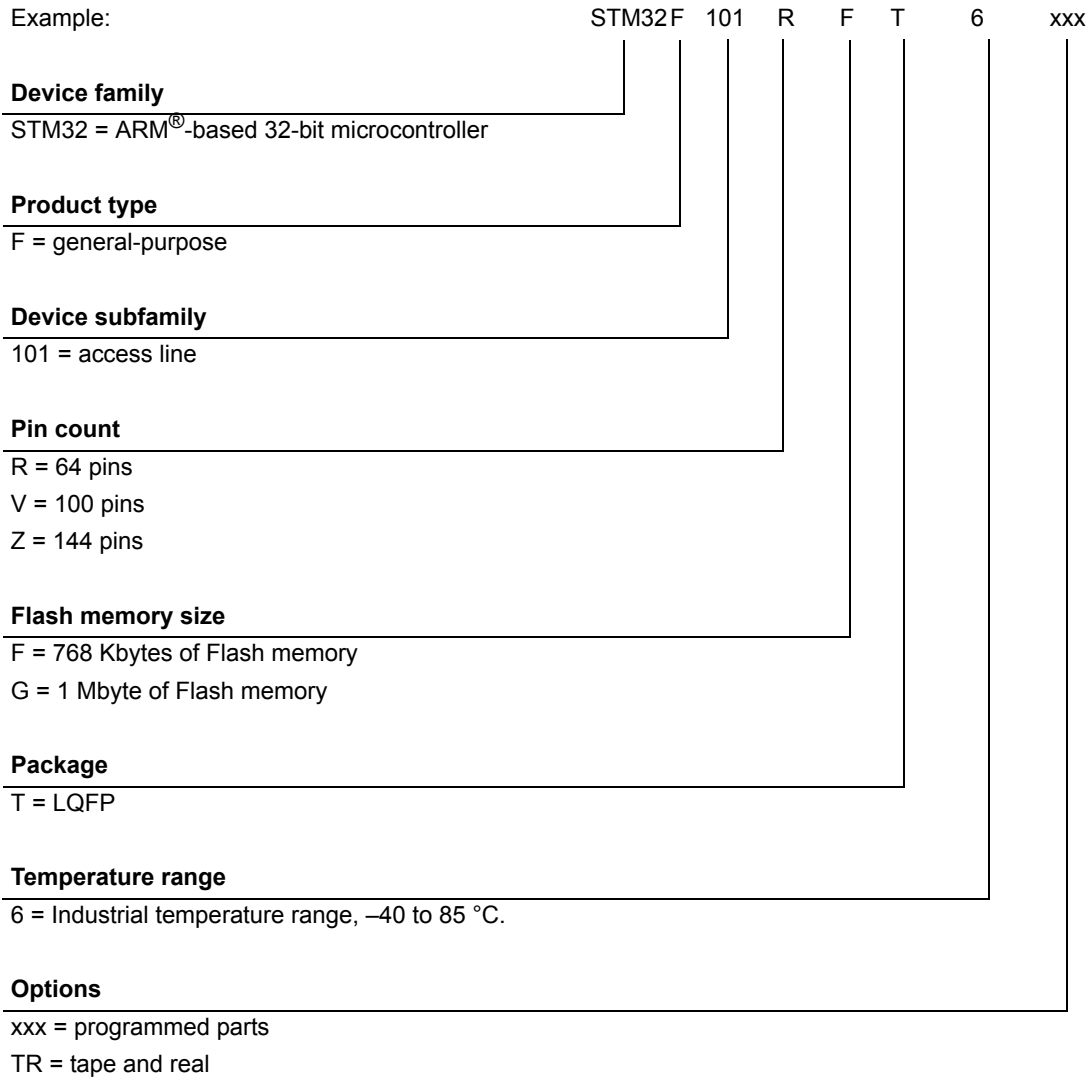 Example: STM32 F 101 R F T 6 xxx
Device family
STM32 = ARM®-based 32-bit microcontroller
Product type
F = general-purpose
Device subfamily
101 = access line
Pin count
R = 64 pins
V = 100 pins
Z = 144 pins
Flash memory size
F = 768 Kbytes of Flash memory
G = 1 Mbyte of Flash memory
Package
T = LQFP
Temperature range
6 = Industrial temperature range, –40 to 85 °C.
Options
xxx = programmed parts
TR = tape and real